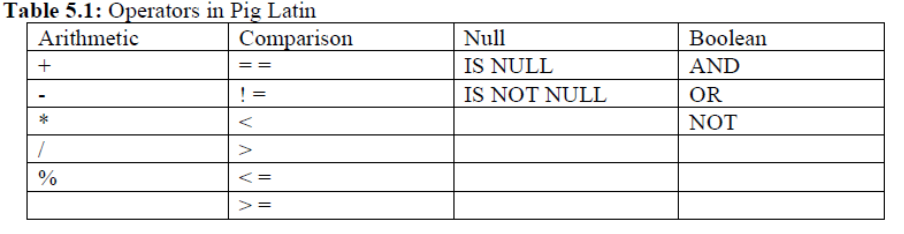 Table 5.1: Operators in Pig Latin
Arithmetic Comparison Null Boolean
+ = = IS NULL AND
- ! = IS NOT NULL OR
* < NOT
/ >
% < =
> =